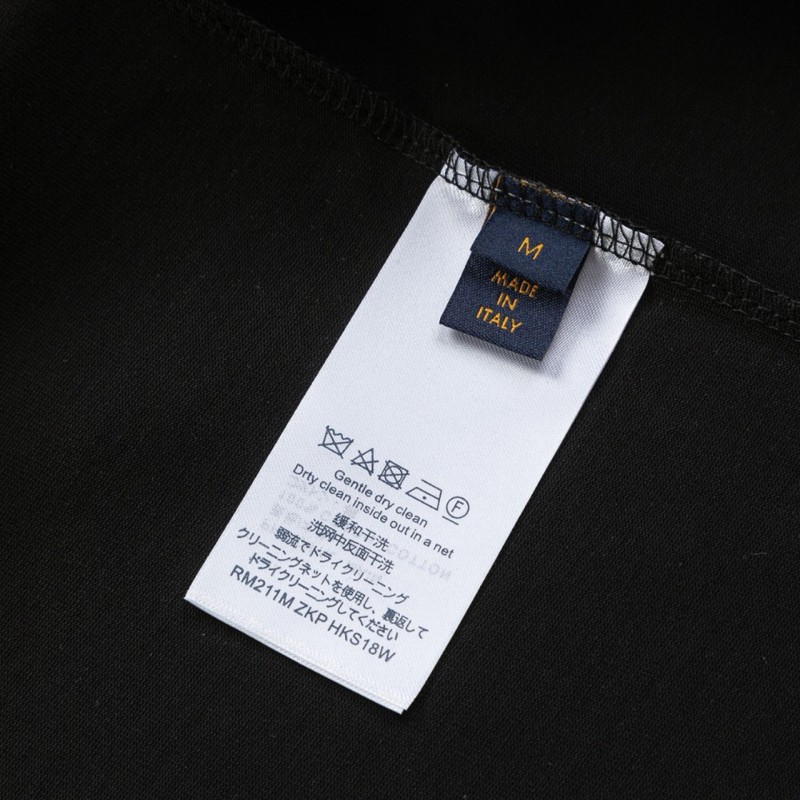 M
MADE
IN
ITALY
Gentle dry clean
Drty clean inside out in a net
缓和干洗
洗网中反面干洗
弱流でドライクリーニング
クリーニングネットを使用し、裏返して
ドライクリーニングしてください
RM211M ZKP HKS18W